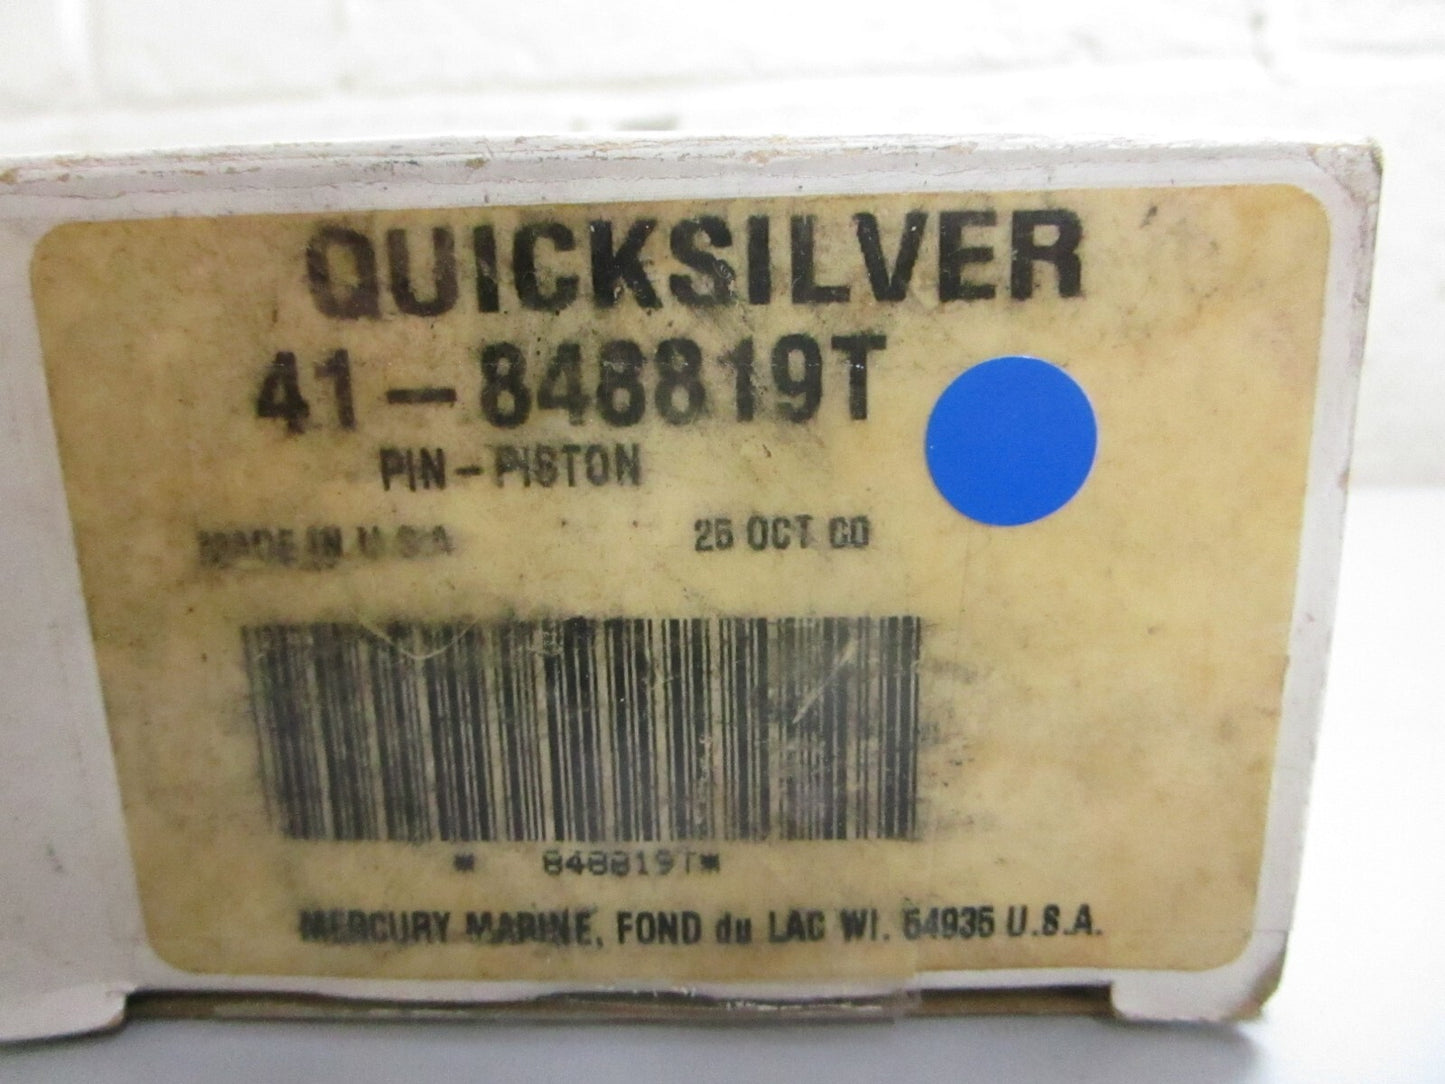 QUICKSILVER
41-848819T
PIN-PISTON
MADE IN U.S.A 25 OCT 00
* 848819T*
MERCURY MARINE, FOND du LAC WI. 54935 U.S.A.